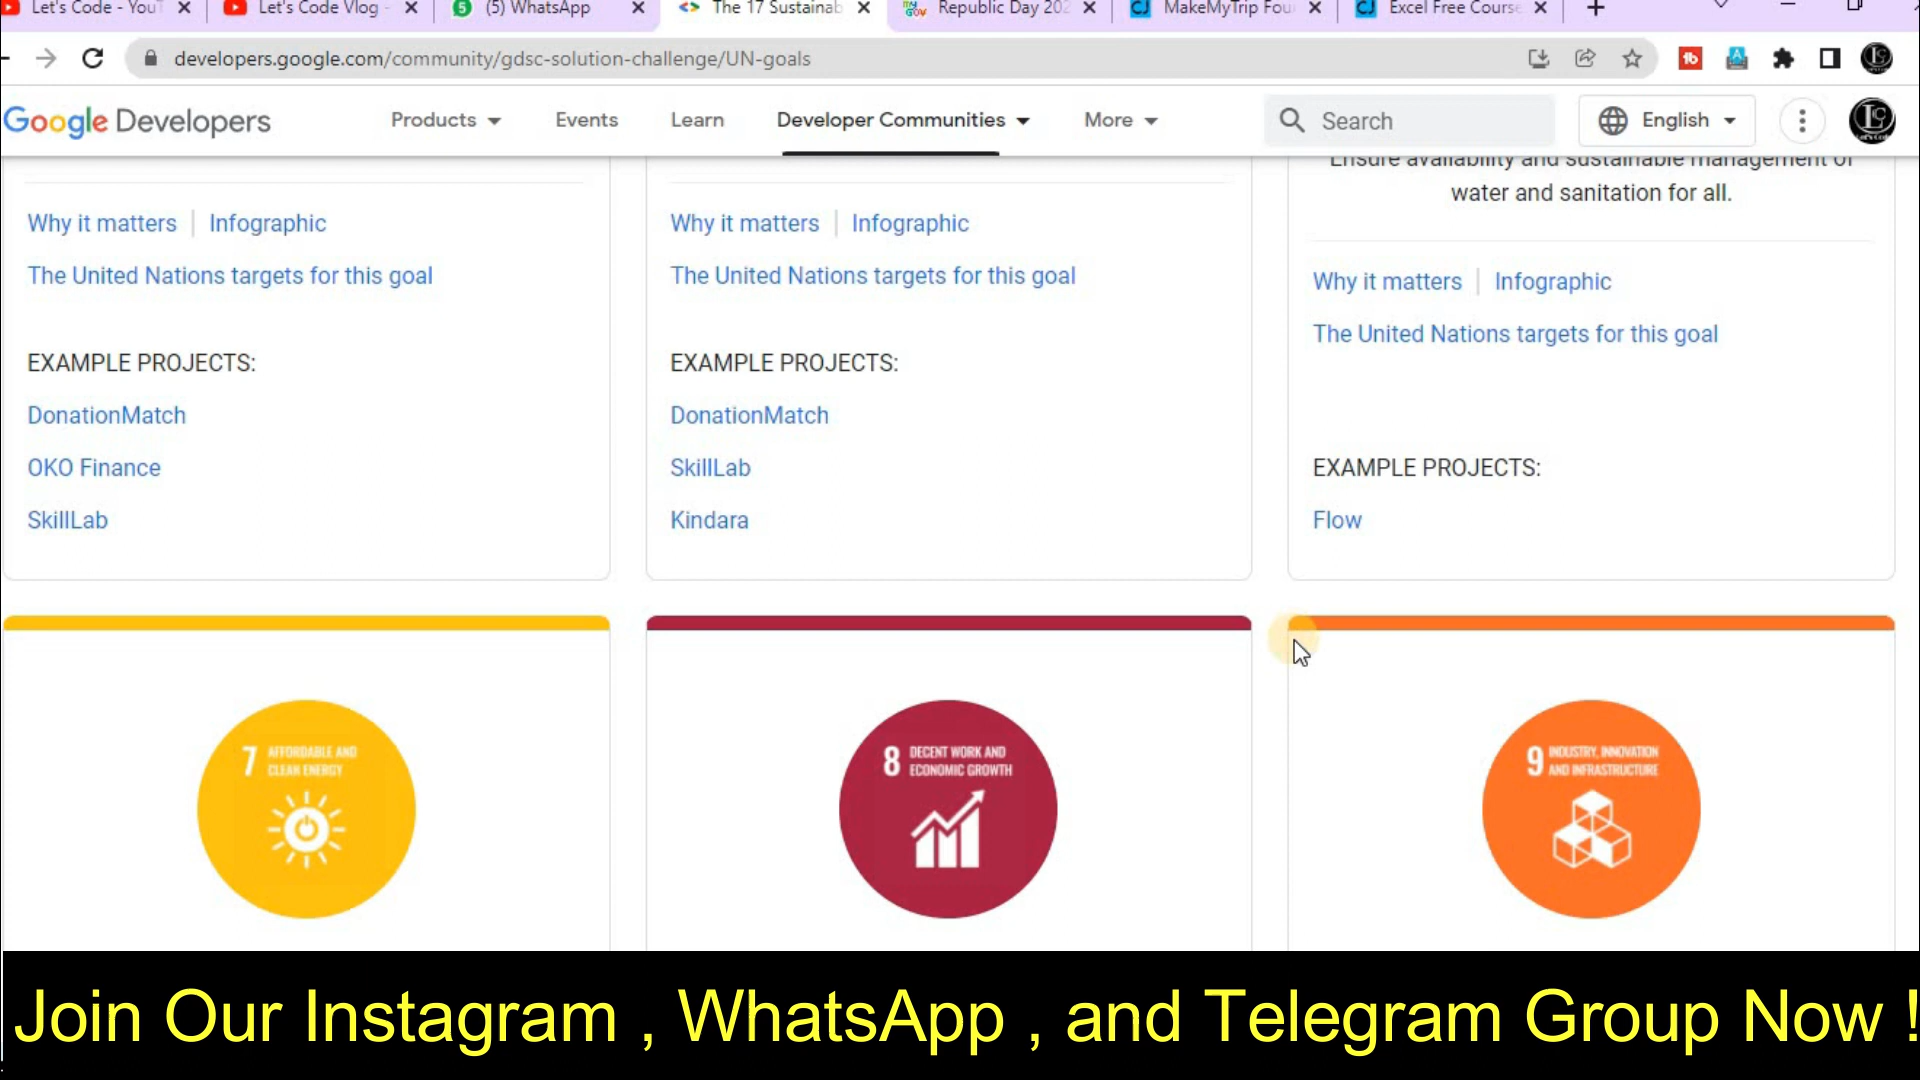 Let's Code - YouT
Let's Code Vlog -
5
(5) WhatsApp
The 17 Sustainab
Republic Day 202
CJ
MakeMyTrip Fou
CJ
Excel Free Course
developers.google.com/community/gdsc-solution-challenge/UN-goals
Google Developers
Products
Events
Learn
Developer Communities
More
Search
English
Ensure availability and sustainable management of
water and sanitation for all.
Why it matters | Infographic
The United Nations targets for this goal
EXAMPLE PROJECTS:
DonationMatch
OKO Finance
SkillLab
Why it matters | Infographic
The United Nations targets for this goal
EXAMPLE PROJECTS:
DonationMatch
SkillLab
Kindara
Why it matters | Infographic
The United Nations targets for this goal
EXAMPLE PROJECTS:
Flow
7 AFFORDABLE AND
CLEAN ENERGY
8 DECENT WORK AND
ECONOMIC GROWTH
9 INDUSTRY, INNOVATION
AND INFRASTRUCTURE
Join Our Instagram , WhatsApp , and Telegram Group Now !